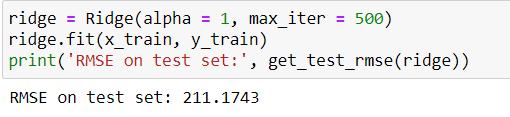 ridge = Ridge(alpha = 1, max_iter = 500)
ridge.fit(x_train, y_train)
print('RMSE on test set:', get_test_rmse(ridge))
RMSE on test set: 211.1743